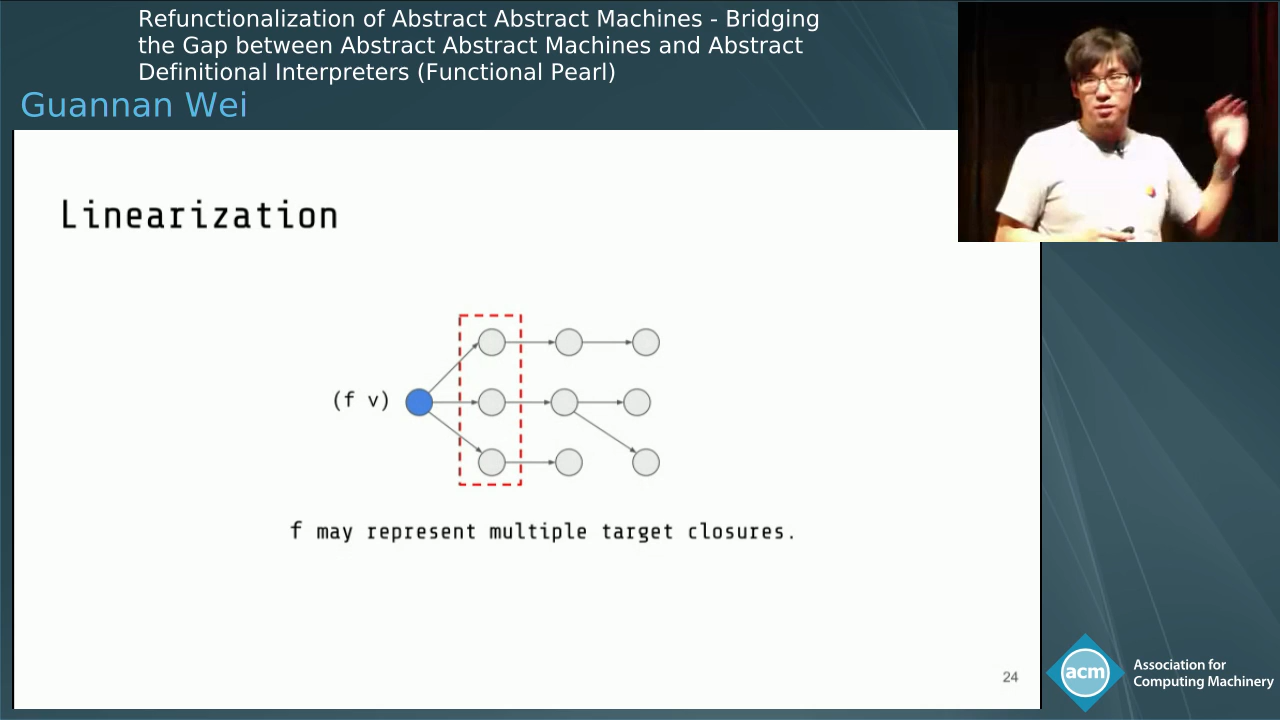 Refunctionalization of Abstract Abstract Machines - Bridging
the Gap between Abstract Abstract Machines and Abstract
Definitional Interpreters (Functional Pearl)
Guannan Wei
Linearization
(f v)
f may represent multiple target closures.
24
acm
Association for
Computing Machinery